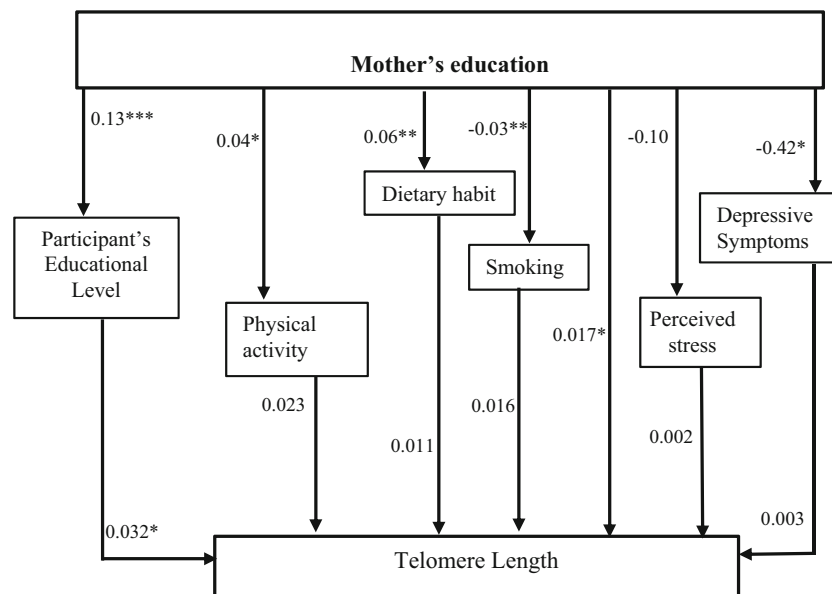 Mother’s education
0.13***
0.04*
0.06**
-0.03**
-0.10
-0.42*
Dietary habit
Depressive
Symptoms
Participant’s
Educational
Level
Smoking
Physical
activity
0.017*
Perceived
stress
0.023
0.011
0.016
0.002
0.032*
0.003
Telomere Length